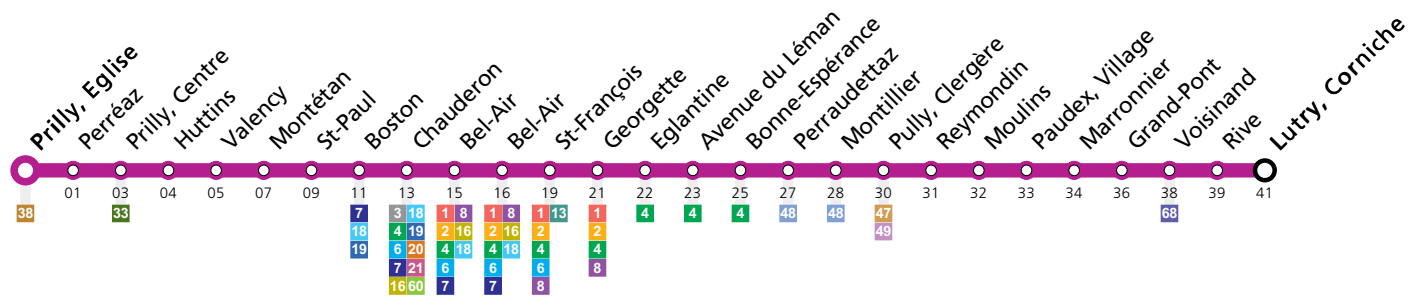 Prilly, Eglise
Perréaz
Prilly, Centre
Huttins
Valency
Montétan
St-Paul
Boston
Chauderon
Bel-Air
Bel-Air
St-François
Georgette
Eglantine
Avenue du Léman
Bonne-Espérance
Perraudettaz
Montillier
Pully, Clergère
Reymondin
Moulins
Paudex, Village
Marronnier
Grand-Pont
Voisinand
Rive
Lutry, Corniche
01 03 04 05 07 09 11 13 15 16 19 21 22 23 25 27 28 30 31 32 33 34 36 38 39 41
38 33 7 3 18 1 8 1 8 1 13 1 4 4 4 48 48 47 68
18 4 19 2 16 2 16 2 2 49
19 6 20 4 18 4 18 4 4
7 21 6 6 6 8
16 60 7 7 8